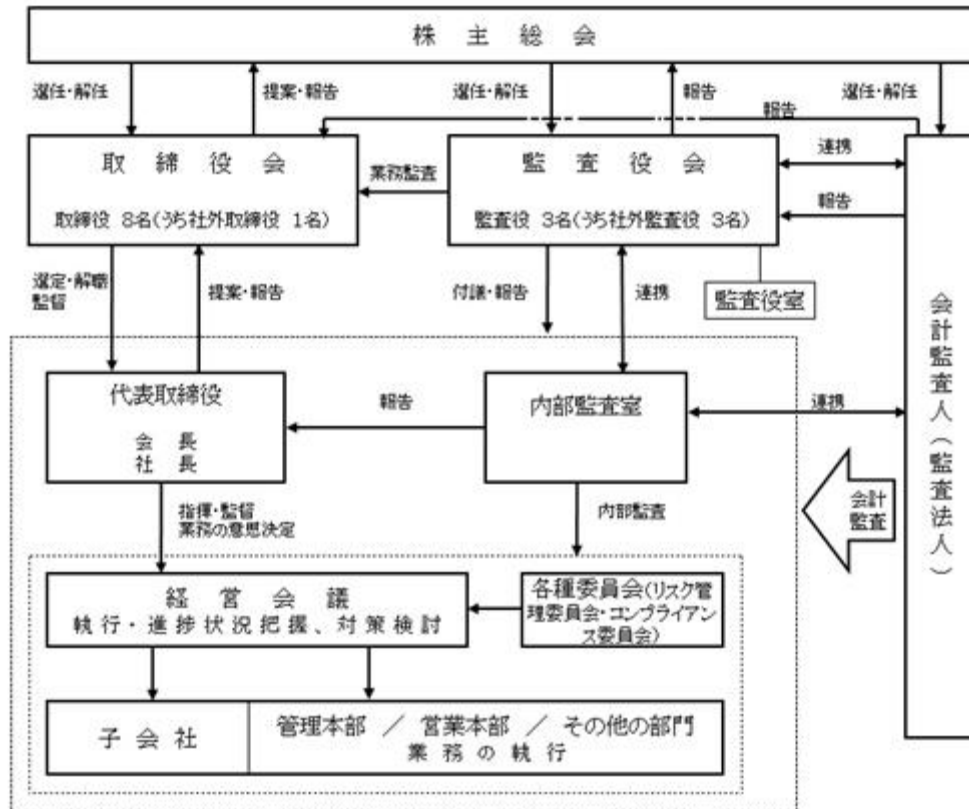 株主総会
選任・解任
提案・報告
選任・解任
報告
選任・解任
報告
取締役会
取締役 8名(うち社外取締役 1名)
業務監査
監査役会
監査役 3名(うち社外監査役 3名)
連携
報告
選定・解職
監督
提案・報告
付議・報告
連携
監査役室
会計監査人(監査法人)
代表取締役
会長
社長
報告
内部監査室
連携
指揮・監督
業務の意思決定
内部監査
会計
監査
経営会議
執行・進捗状況把握、対策検討
各種委員会(リスク管
理委員会・コンプライアン
ス委員会)
子会社
管理本部 / 営業本部 / その他の部門
業務の執行